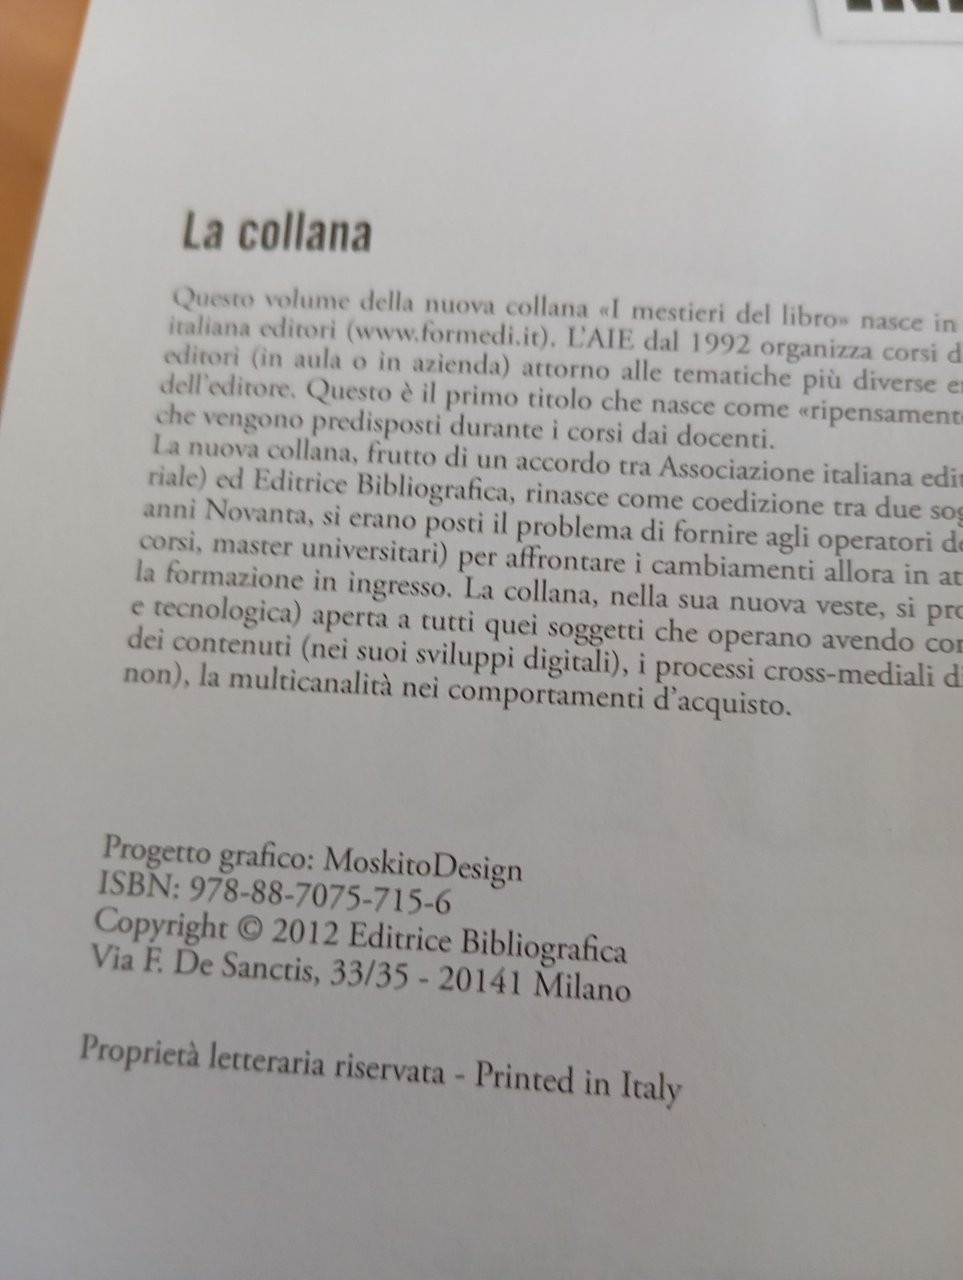 La collana
Questo volume della nuova collana «I mestieri del libro» nasce in
italiana editori (www.formedi.it). L'AIE dal 1992 organizza corsi d
editori (in aula o in azienda) attorno alle tematiche più diverse e
dell'editore. Questo è il primo titolo che nasce come «ripensament
che vengono predisposti durante i corsi dai docenti.
La nuova collana, frutto di un accordo tra Associazione italiana edit
riale) ed Editrice Bibliografica, rinasce come coedizione tra due sog
anni Novanta, si erano posti il problema di fornire agli operatori de
corsi, master universitari) per affrontare i cambiamenti allora in at
la formazione in ingresso. La collana, nella sua nuova veste, si pro
e tecnologica) aperta a tutti quei soggetti che operano avendo con
dei contenuti (nei suoi sviluppi digitali), i processi cross-mediali di
non), la multicanalità nei comportamenti d'acquisto.
Progetto grafico: MoskitoDesign
ISBN: 978-88-7075-715-6
Copyright © 2012 Editrice Bibliografica
Via F. De Sanctis, 33/35 - 20141 Milano
Proprietà letteraria riservata - Printed in Italy